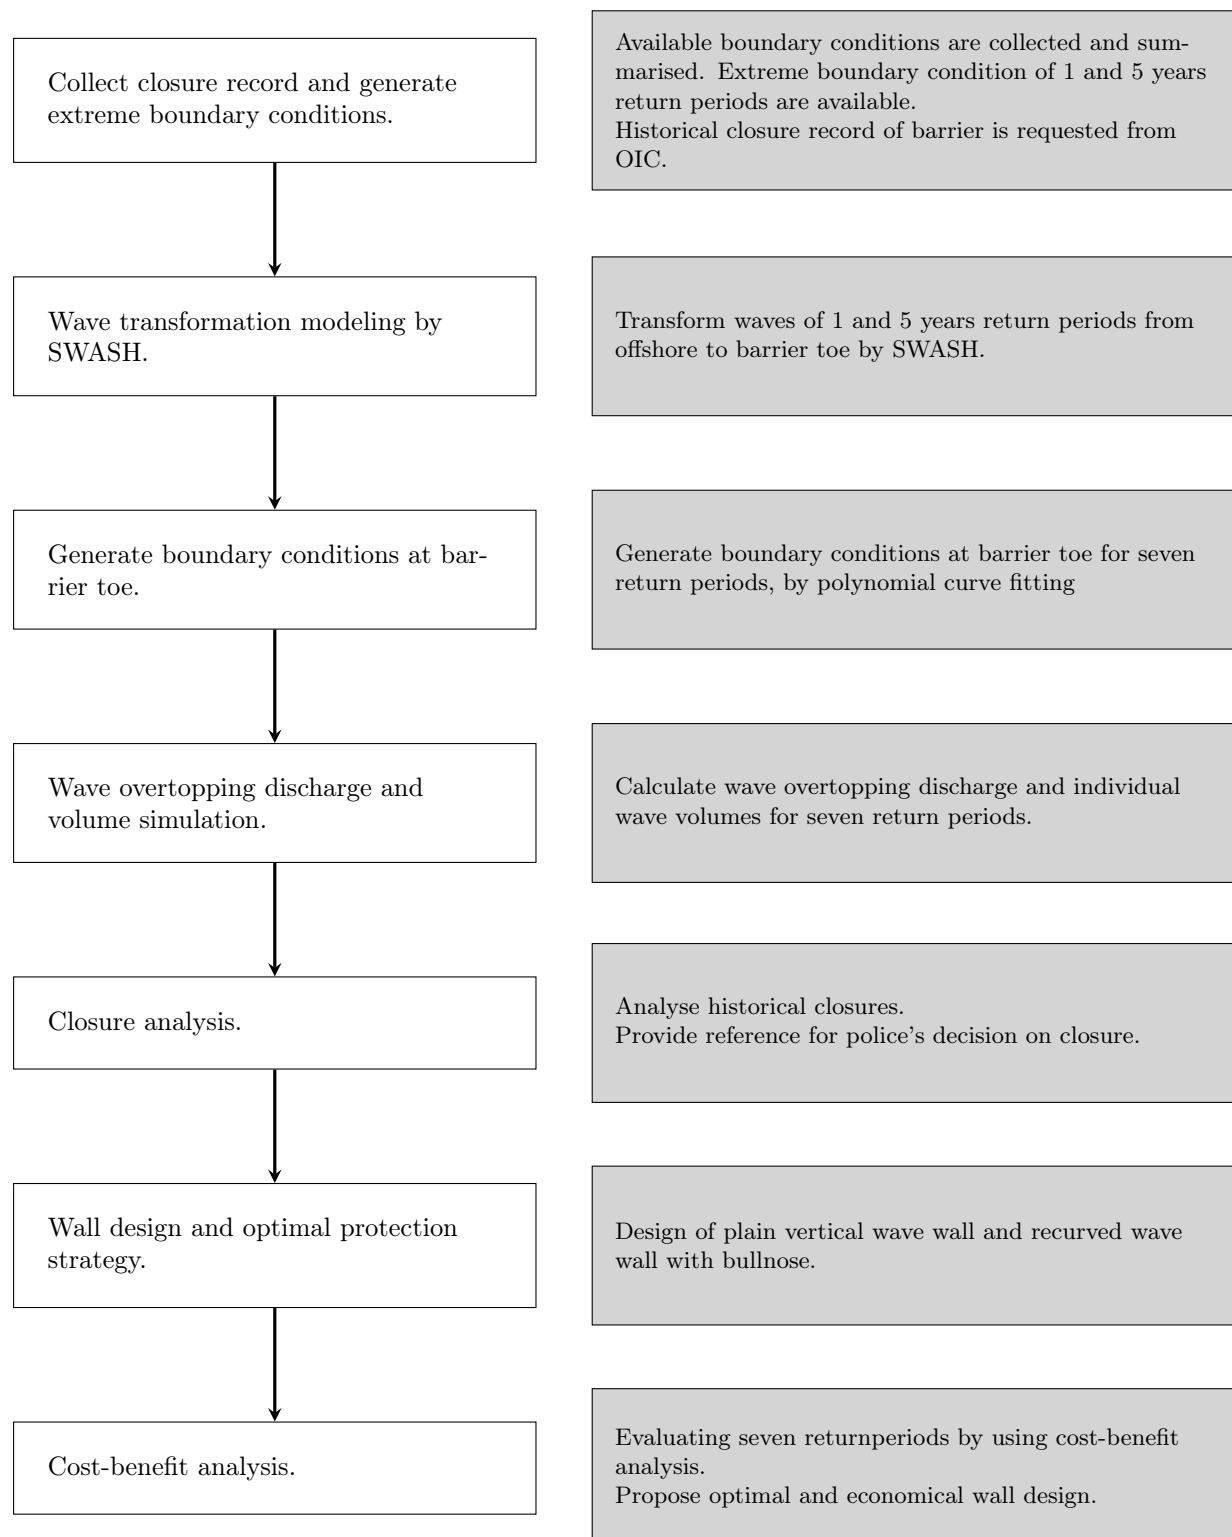 Collect closure record and generate
extreme boundary conditions.
Available boundary conditions are collected and sum-
marised. Extreme boundary condition of 1 and 5 years
return periods are available.
Historical closure record of barrier is requested from
OIC.
Wave transformation modeling by
SWASH.
Transform waves of 1 and 5 years return periods from
offshore to barrier toe by SWASH.
Generate boundary conditions at bar-
rier toe.
Generate boundary conditions at barrier toe for seven
return periods, by polynomial curve fitting
Wave overtopping discharge and
volume simulation.
Calculate wave overtopping discharge and individual
wave volumes for seven return periods.
Closure analysis.
Analyse historical closures.
Provide reference for police's decision on closure.
Wall design and optimal protection
strategy.
Design of plain vertical wave wall and recurved wave
wall with bullnose.
Cost-benefit analysis.
Evaluating seven returnperiods by using cost-benefit
analysis.
Propose optimal and economical wall design.